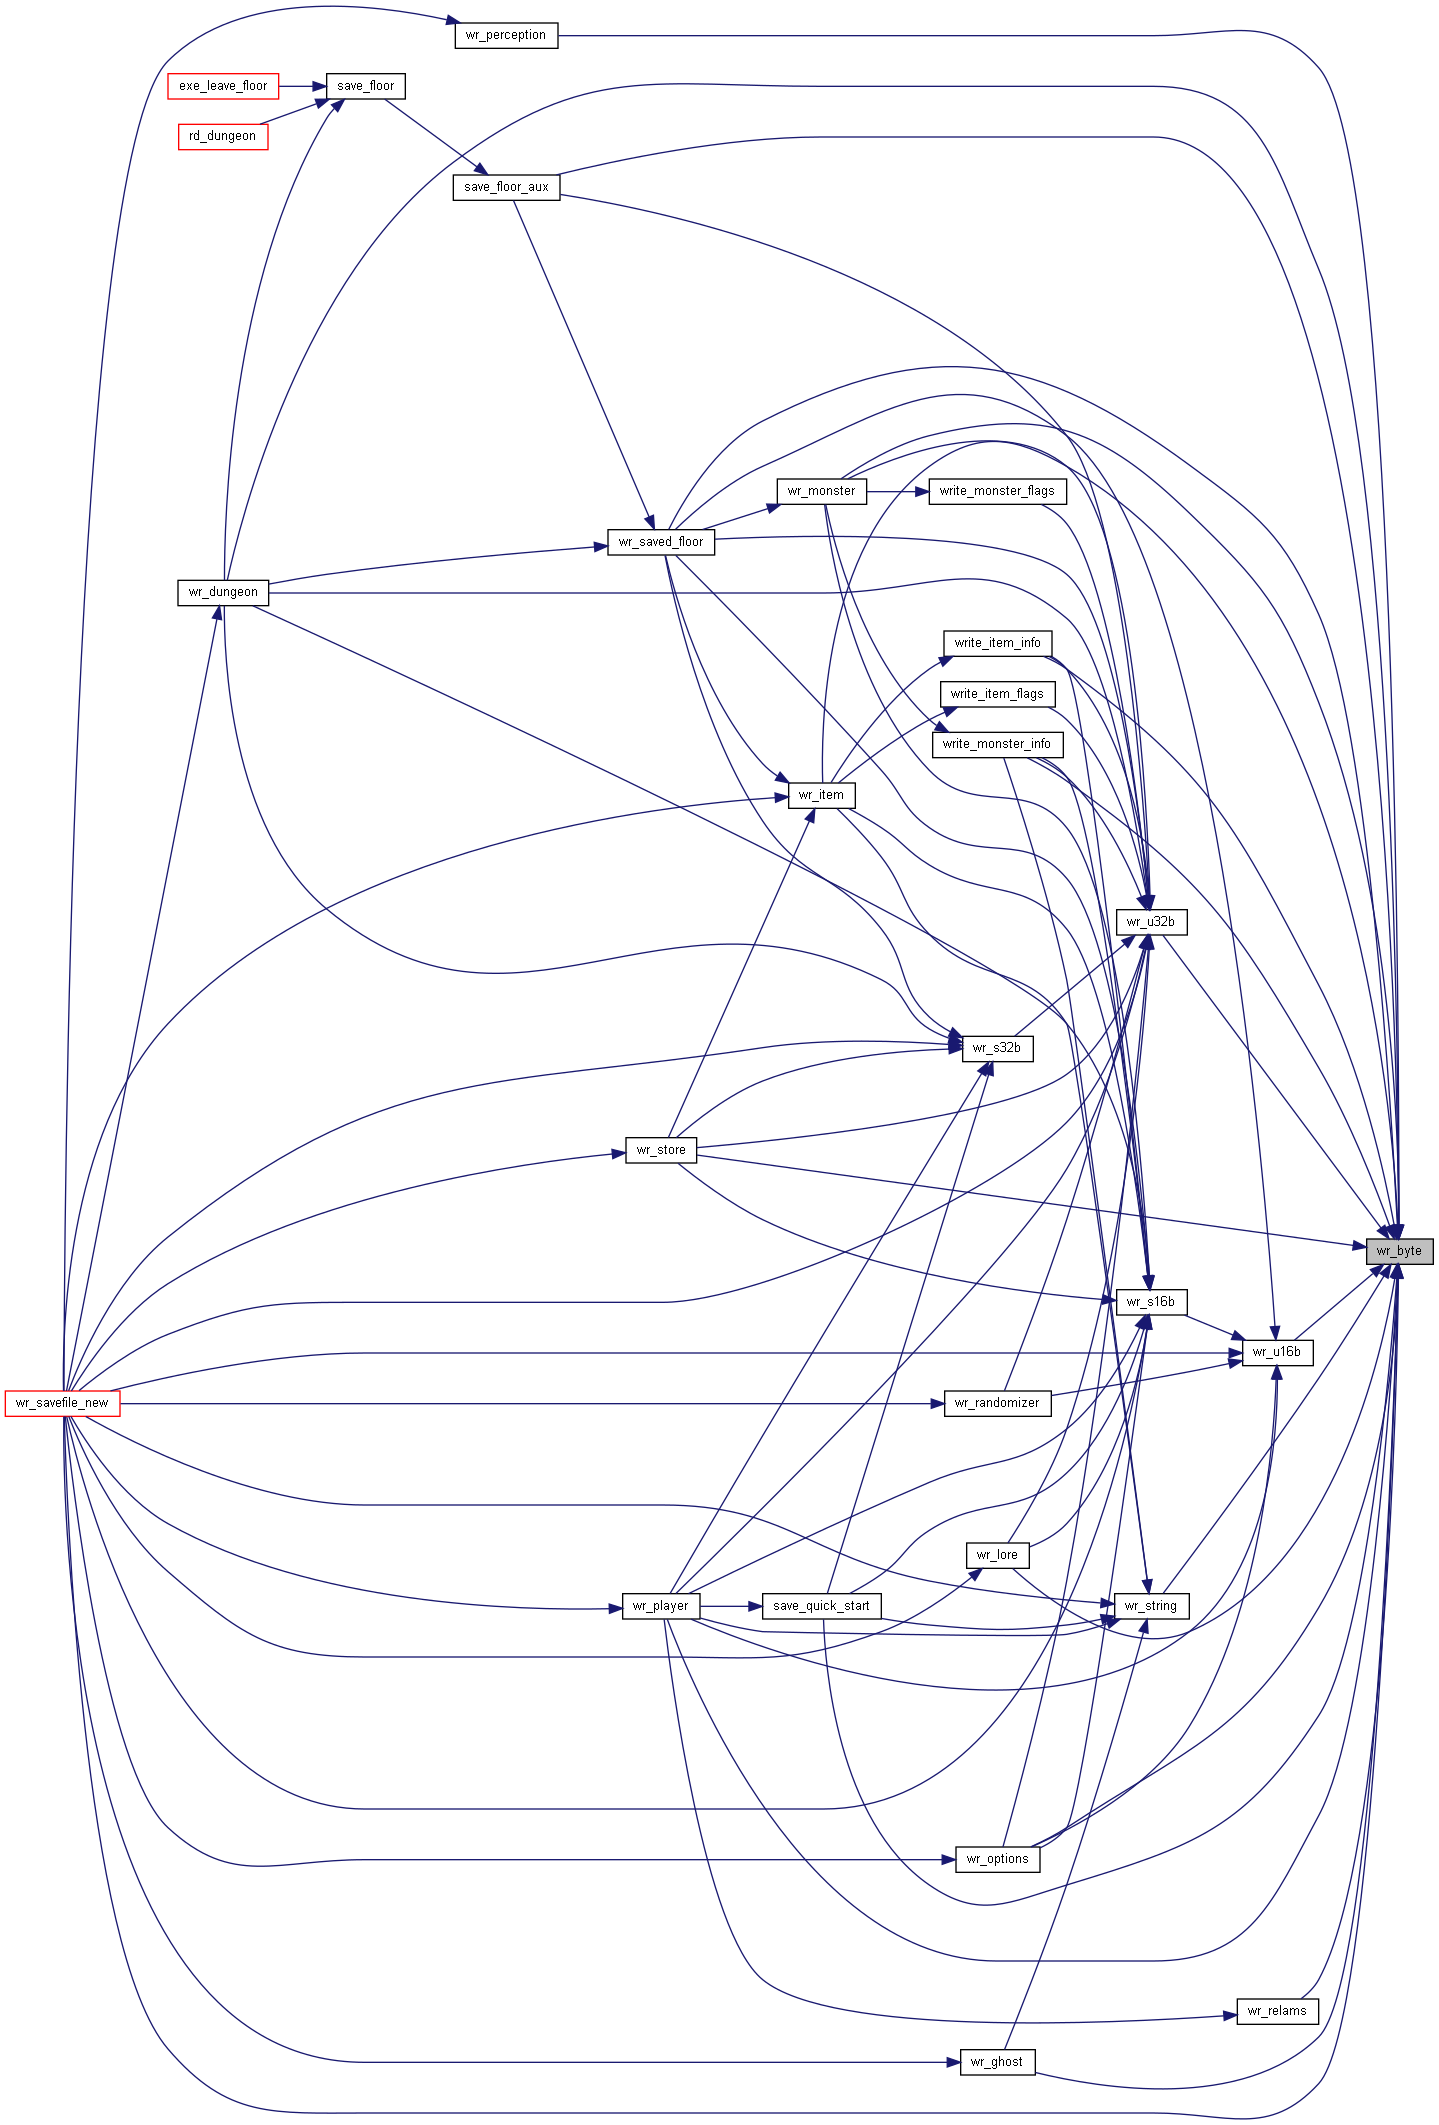 wr_perception
exe_leave_floor
save_floor
rd_dungeon
save_floor_aux
wr_monster
write_monster_flags
wr_saved_floor
wr_dungeon
write_item_info
write_item_flags
write_monster_info
wr_item
wr_u32b
wr_s32b
wr_store
wr_byte
wr_s16b
wr_u16b
wr_savefile_new
wr_randomizer
wr_lore
wr_player
save_quick_start
wr_string
wr_options
wr_relams
wr_ghost